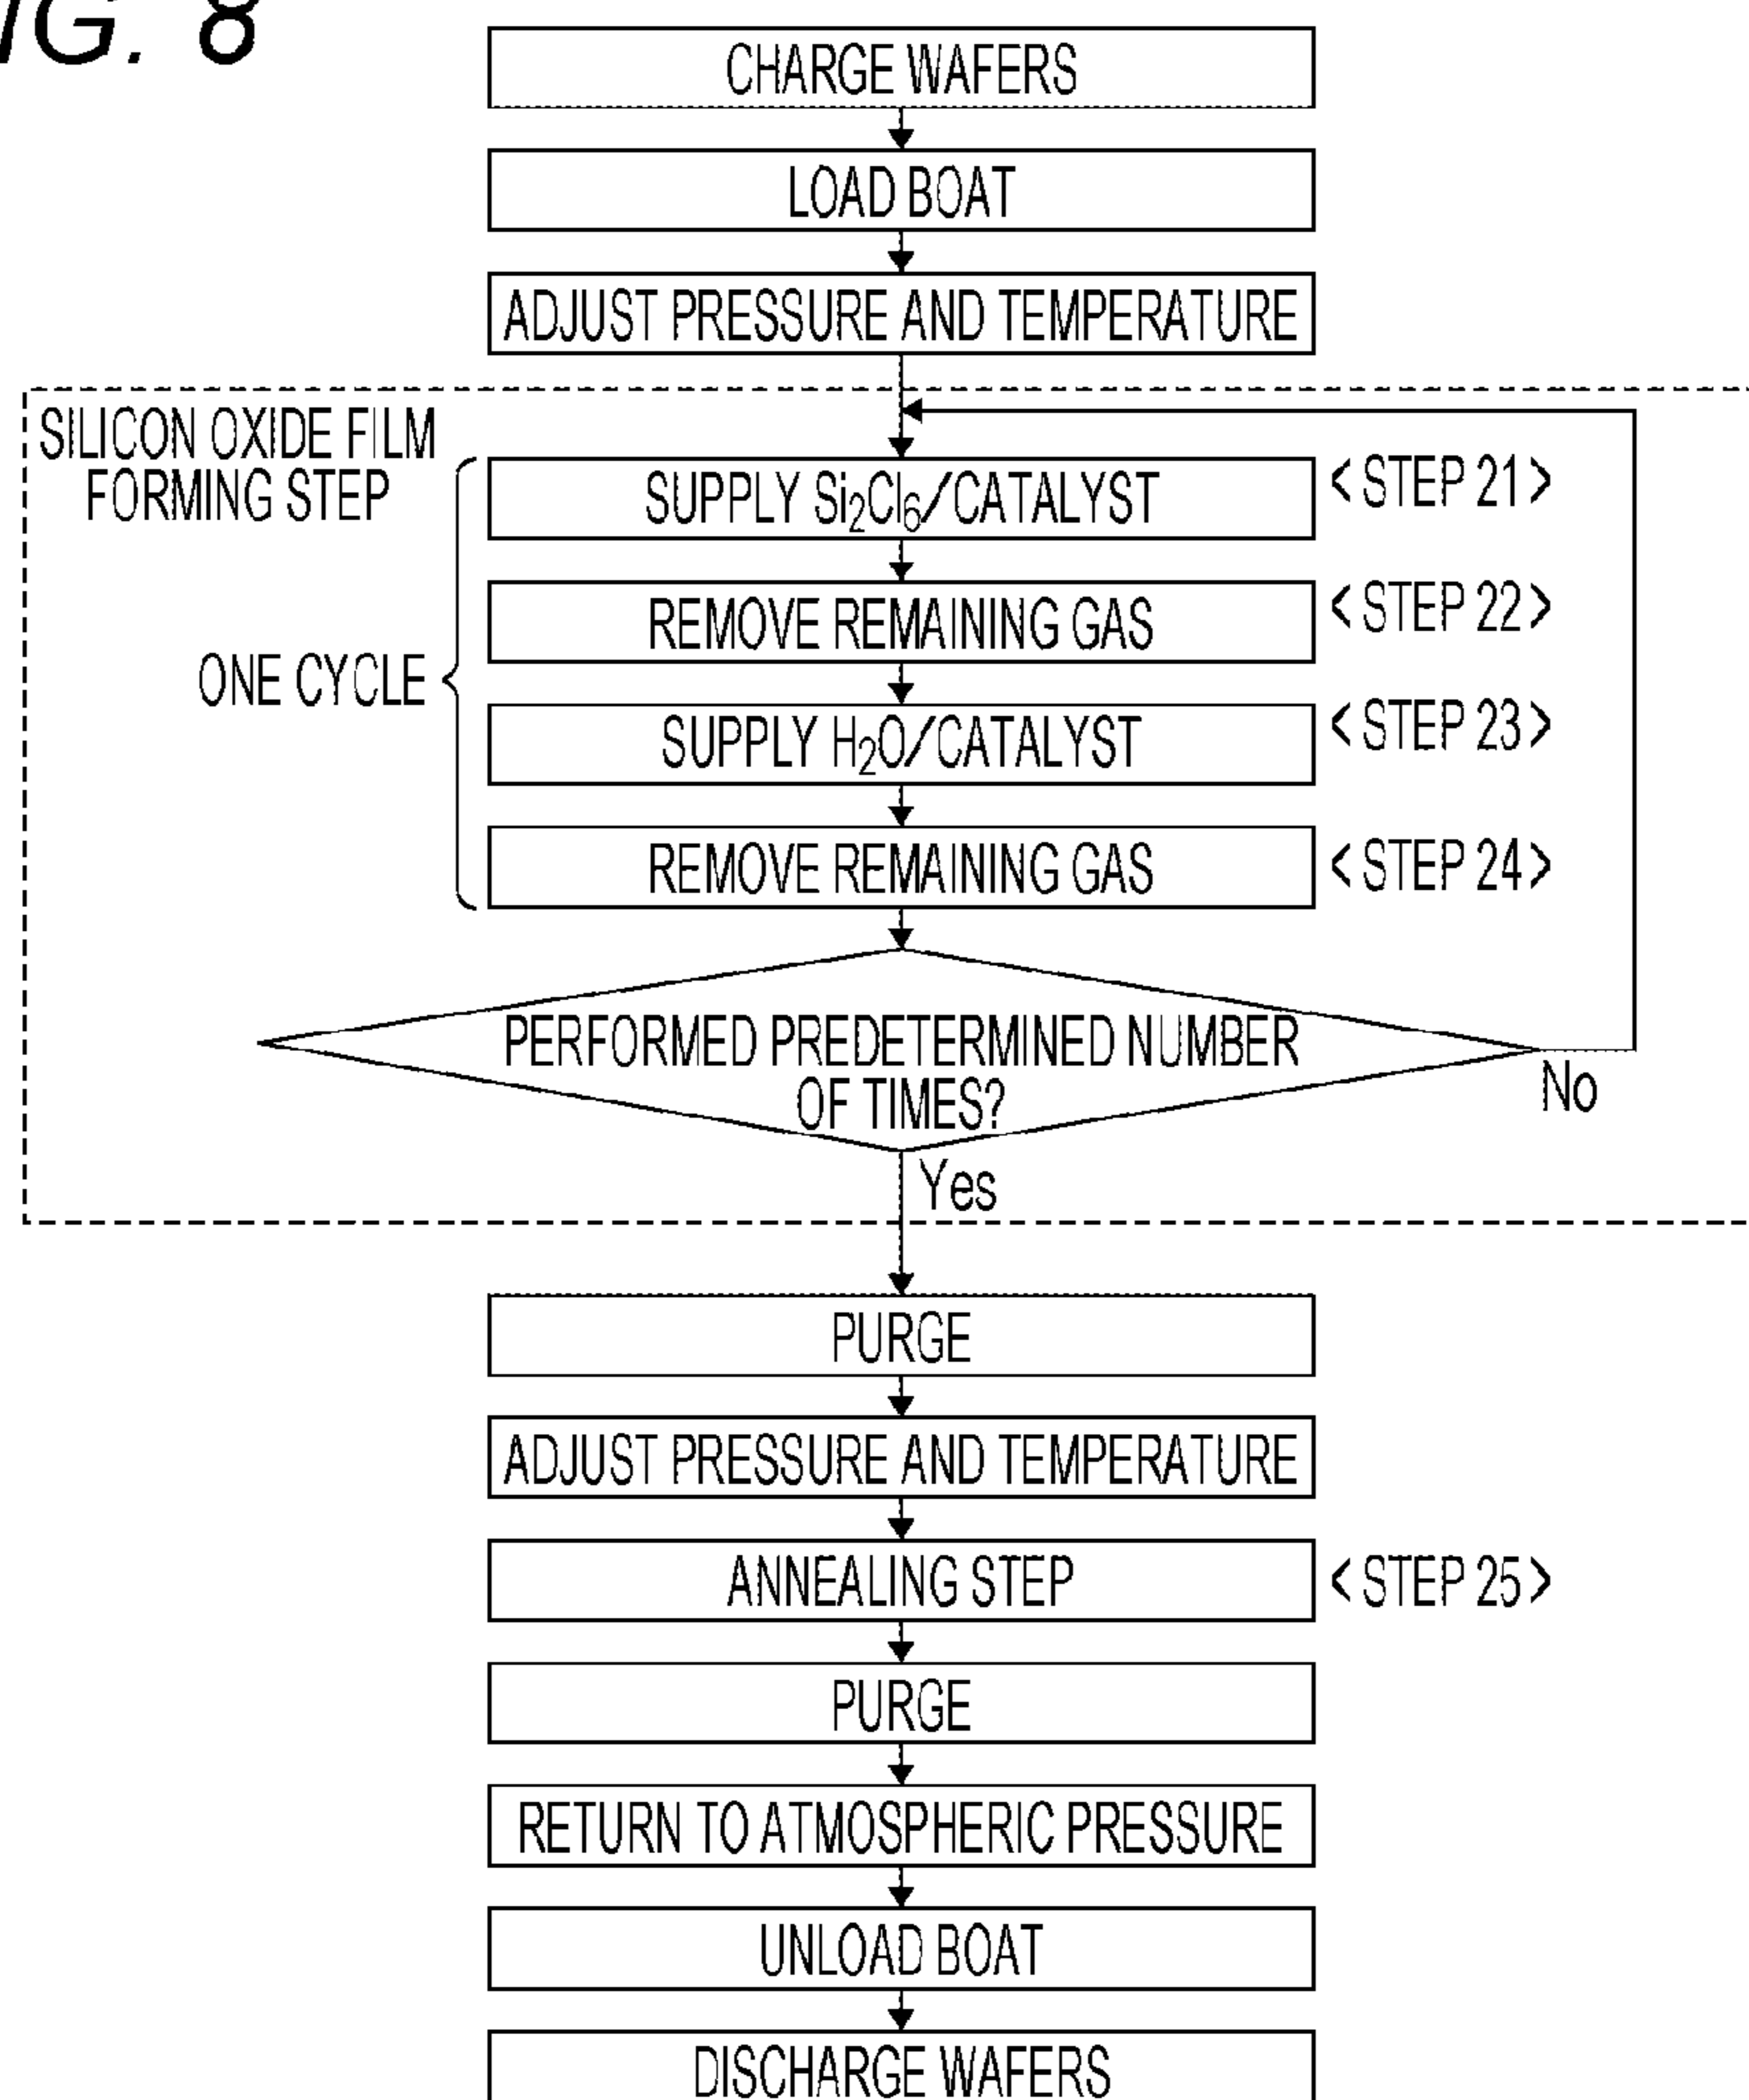 IG. 8
CHARGE WAFERS
LOAD BOAT
ADJUST PRESSURE AND TEMPERATURE
SILICON OXIDE FILM
FORMING STEP
SUPPLY Si₂Cl₆/CATALYST
<STEP 21>
REMOVE REMAINING GAS
<STEP 22>
ONE CYCLE
SUPPLY H₂O/CATALYST
<STEP 23>
REMOVE REMAINING GAS
<STEP 24>
PERFORMED PREDETERMINED NUMBER
OF TIMES?
No
Yes
PURGE
ADJUST PRESSURE AND TEMPERATURE
ANNEALING STEP
<STEP 25>
PURGE
RETURN TO ATMOSPHERIC PRESSURE
UNLOAD BOAT
DISCHARGE WAFERS